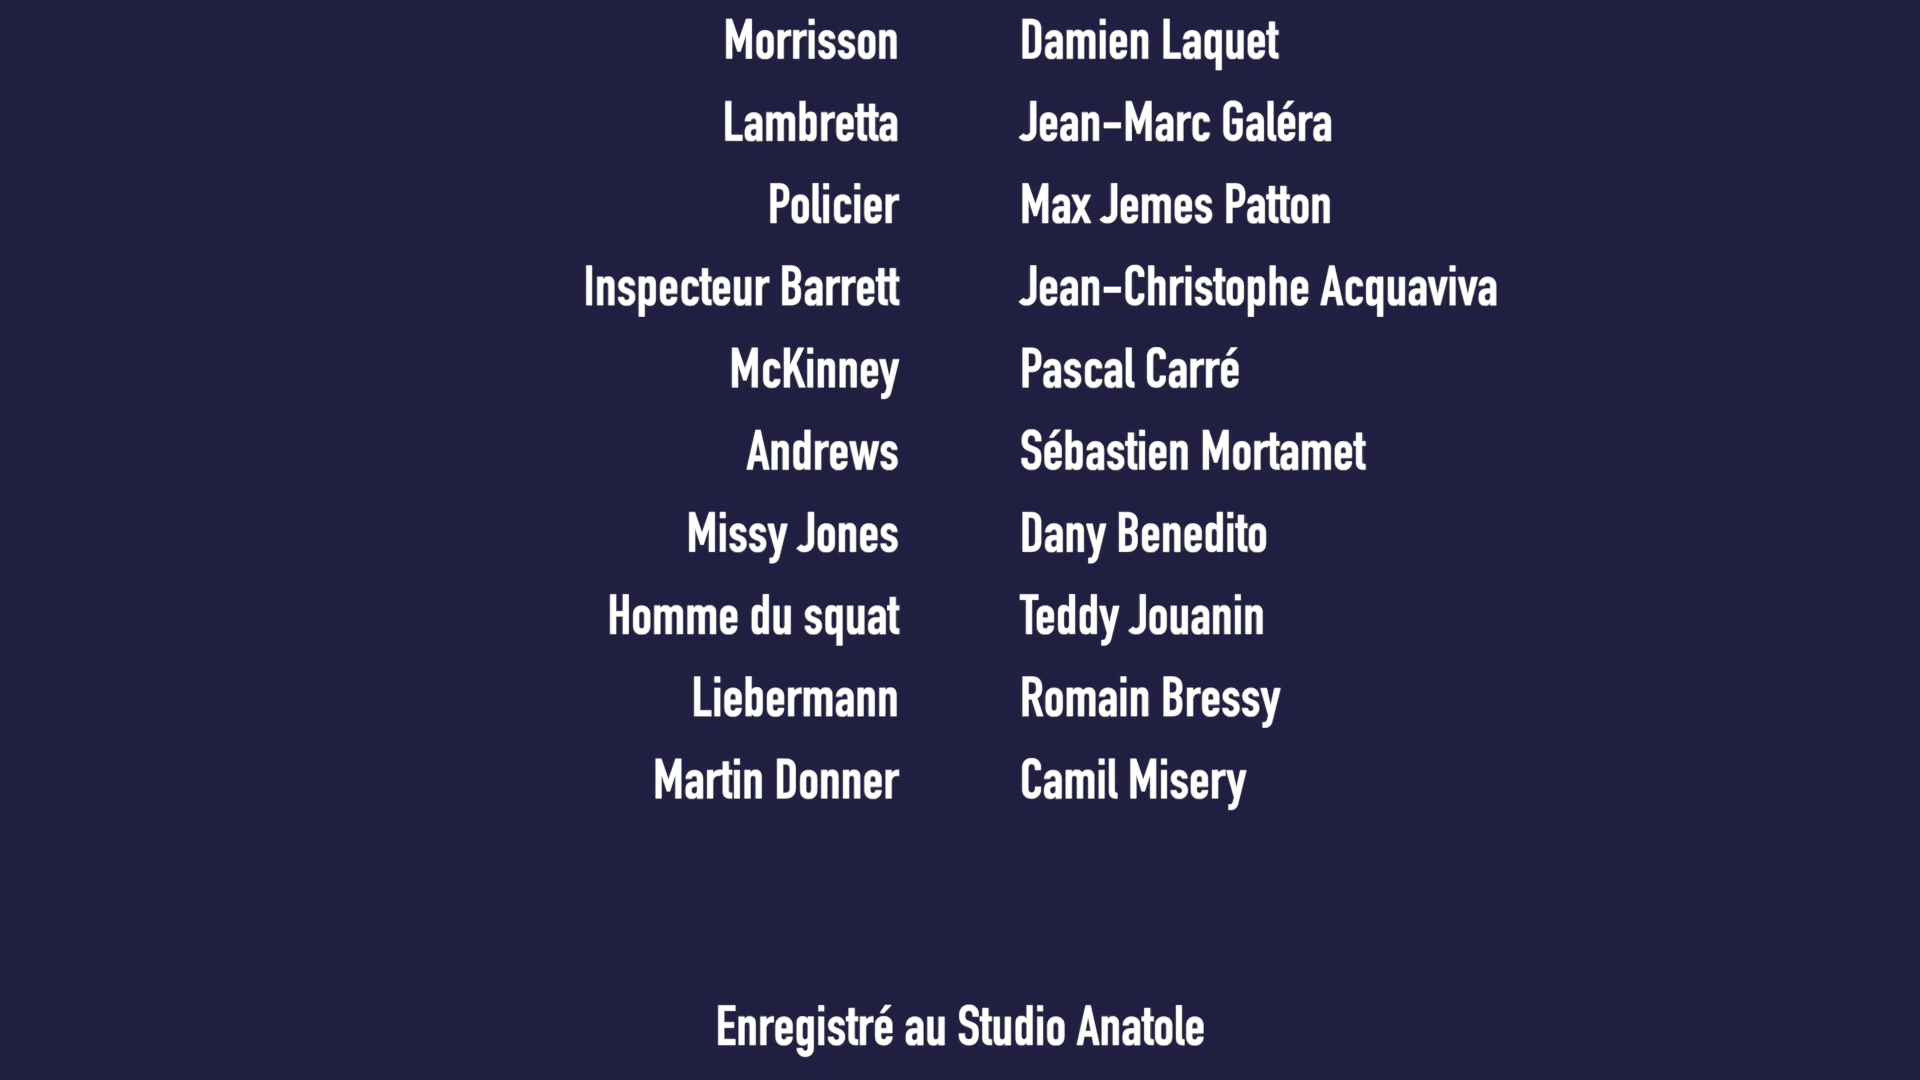 Morrisson Damien Laquet
Lambretta Jean-Marc Galéra
Policier Max Jemes Patton
Inspecteur Barrett Jean-Christophe Acquaviva
McKinney Pascal Carré
Andrews Sébastien Mortamet
Missy Jones Dany Benedito
Homme du squat Teddy Jouanin
Liebermann Romain Bressy
Martin Donner Camil Misery
Enregistré au Studio Anatole